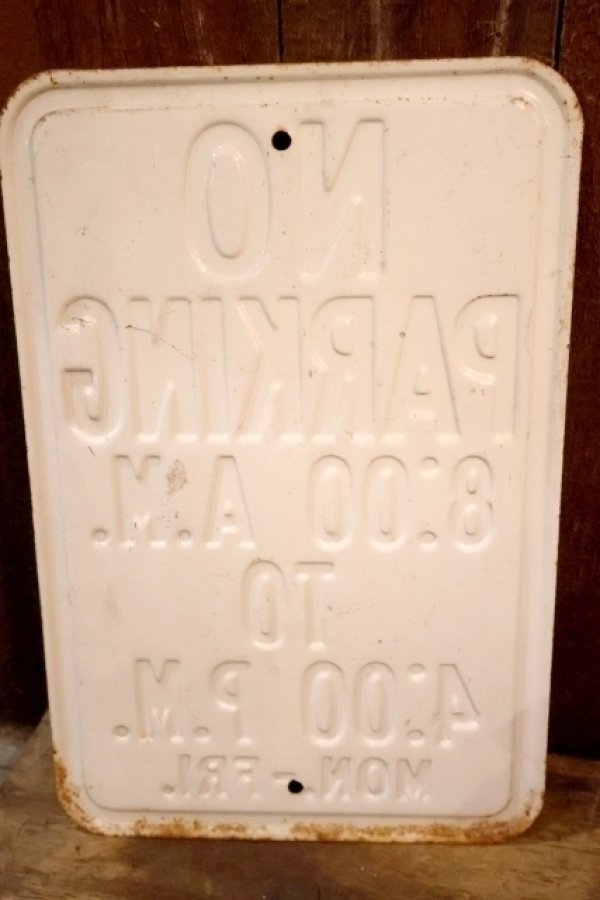 NO
PARKING
8:00 A.M.
TO
4:00 P.M.
MON.-FRI.